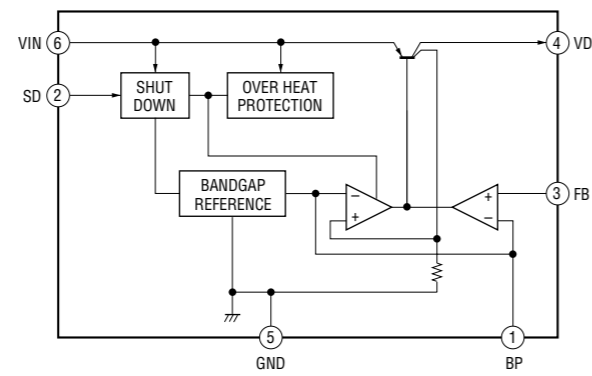 VIN 6
4 VD
SHUT
DOWN
OVER HEAT
PROTECTION
SD 2
BANDGAP
REFERENCE
−
+
+
−
3 FB
5
GND
1
BP